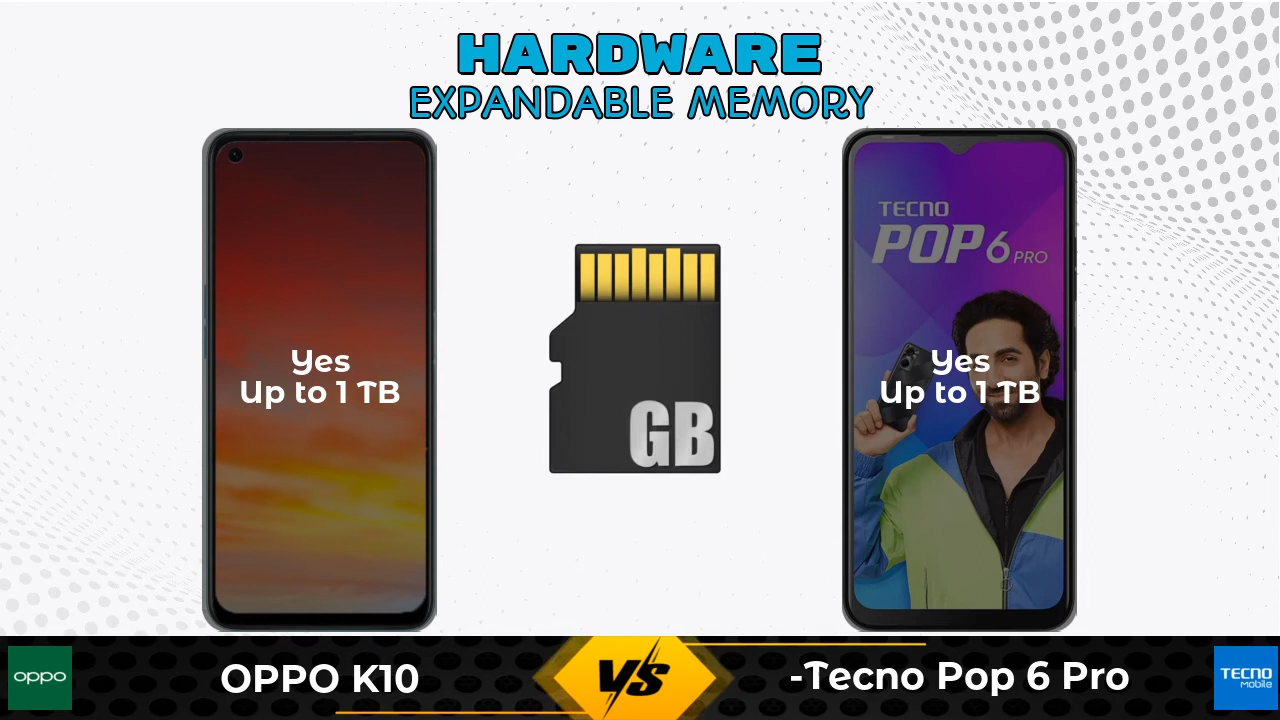 HARDWARE
EXPANDABLE MEMORY
TECNO
POP 6 PRO
Yes
Up to 1 TB
GB
Yes
Up to 1 TB
oppo
OPPO K10
VS
-Tecno Pop 6 Pro
TECNO
mobile